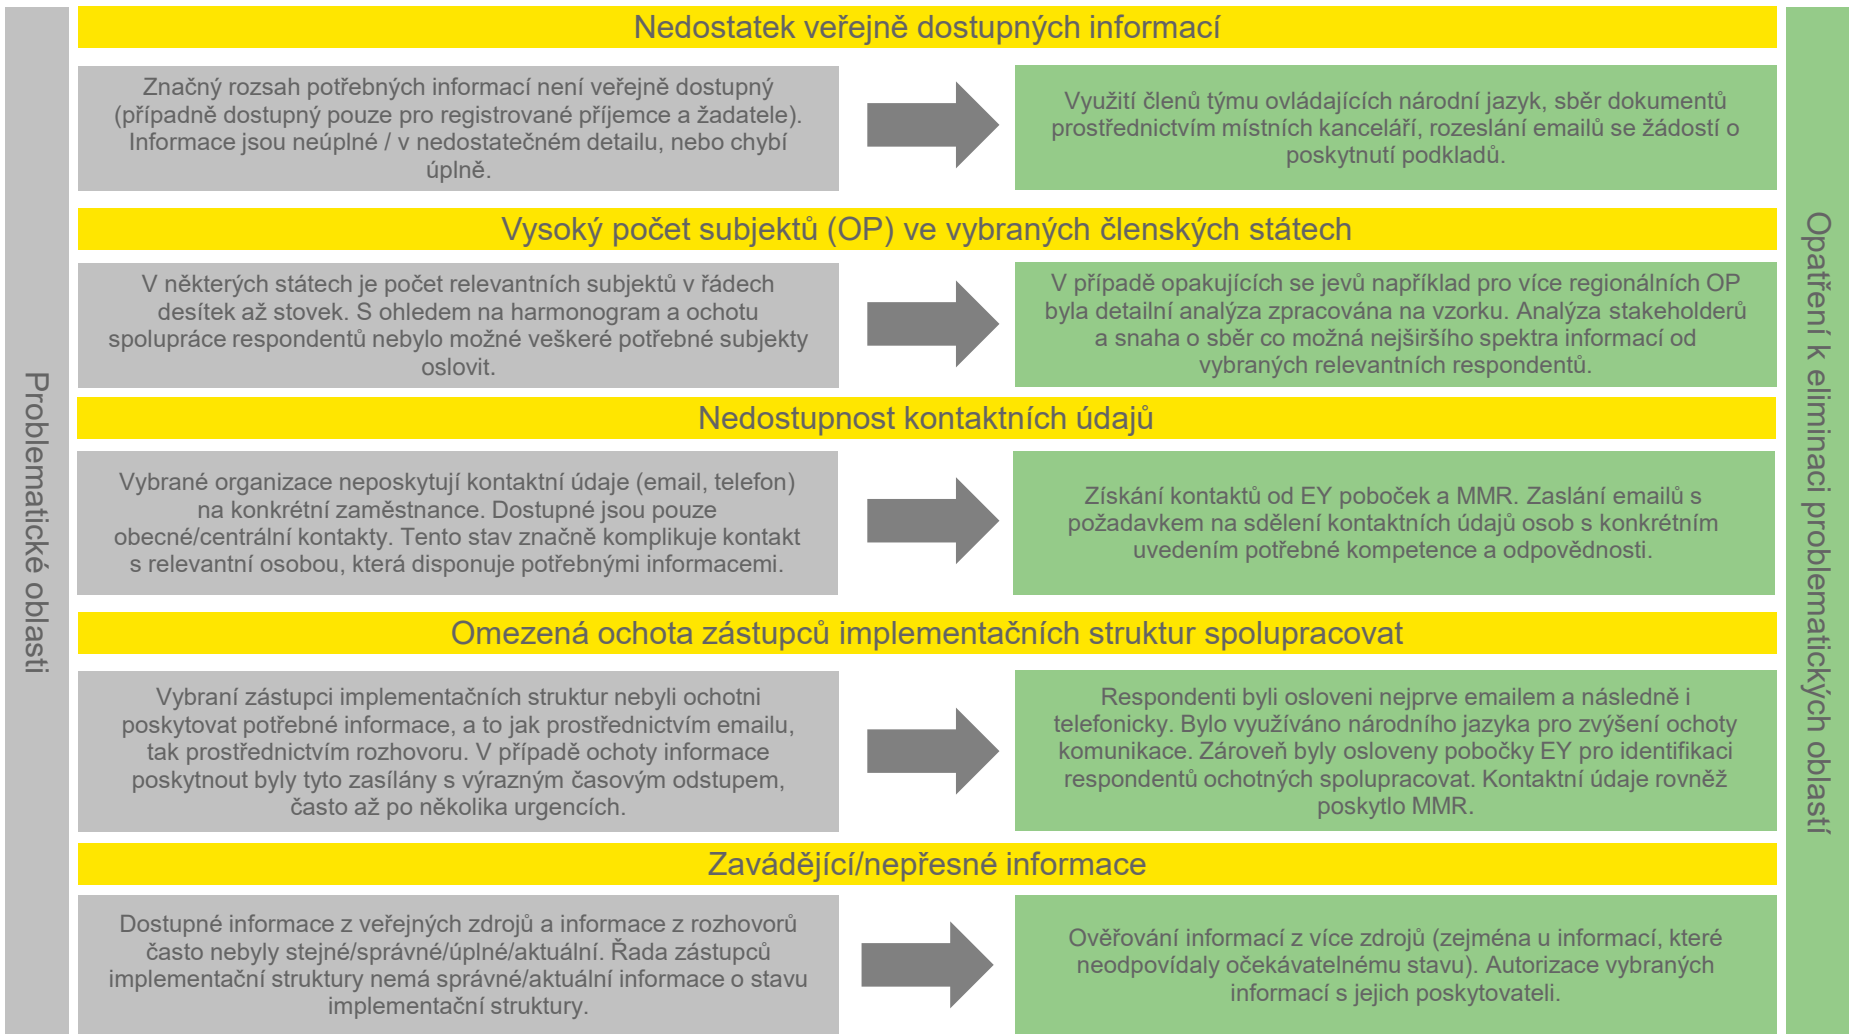 Problematické oblasti
Nedostatek veřejně dostupných informací
Značný rozsah potřebných informací není veřejně dostupný
(případně dostupný pouze pro registrované příjemce a žadatele).
Informace jsou neúplné / v nedostatečném detailu, nebo chybí
úplně.
Využití členů týmu ovládajících národní jazyk, sběr dokumentů
prostřednictvím místních kanceláří, rozeslání emailů se žádostí o
poskytnutí podkladů.
Vysoký počet subjektů (OP) ve vybraných členských státech
V některých státech je počet relevantních subjektů v řádech
desítek až stovek. S ohledem na harmonogram a ochotu
spolupráce respondentů nebylo možné veškeré potřebné subjekty
oslovit.
V případě opakujících se jevů například pro více regionálních OP
byla detailní analýza zpracována na vzorku. Analýza stakeholderů
a snaha o sběr co možná nejširšího spektra informací od
vybraných relevantních respondentů.
Nedostupnost kontaktních údajů
Vybrané organizace neposkytují kontaktní údaje (email, telefon)
na konkrétní zaměstnance. Dostupné jsou pouze
obecné/centrální kontakty. Tento stav značně komplikuje kontakt
s relevantní osobou, která disponuje potřebnými informacemi.
Získání kontaktů od EY poboček a MMR. Zaslání emailů s
požadavkem na sdělení kontaktních údajů osob s konkrétním
uvedením potřebné kompetence a odpovědnosti.
Omezená ochota zástupců implementačních struktur spolupracovat
Vybraní zástupci implementačních struktur nebyli ochotni
poskytovat potřebné informace, a to jak prostřednictvím emailu,
tak prostřednictvím rozhovoru. V případě ochoty informace
poskytnout byly tyto zasílány s výrazným časovým odstupem,
často až po několika urgencích.
Respondenti byli osloveni nejprve emailem a následně i
telefonicky. Bylo využíváno národního jazyka pro zvýšení ochoty
komunikace. Zároveň byly osloveny pobočky EY pro identifikaci
respondentů ochotných spolupracovat. Kontaktní údaje rovněž
poskytlo MMR.
Zavádějící/nepřesné informace
Dostupné informace z veřejných zdrojů a informace z rozhovorů
často nebyly stejné/správné/úplné/aktuální. Řada zástupců
implementační struktury nemá správné/aktuální informace o stavu
implementační struktury.
Ověřování informací z více zdrojů (zejména u informací, které
neodpovídaly očekávatelnému stavu). Autorizace vybraných
informací s jejich poskytovateli.
Opatření k eliminaci problematických oblastí